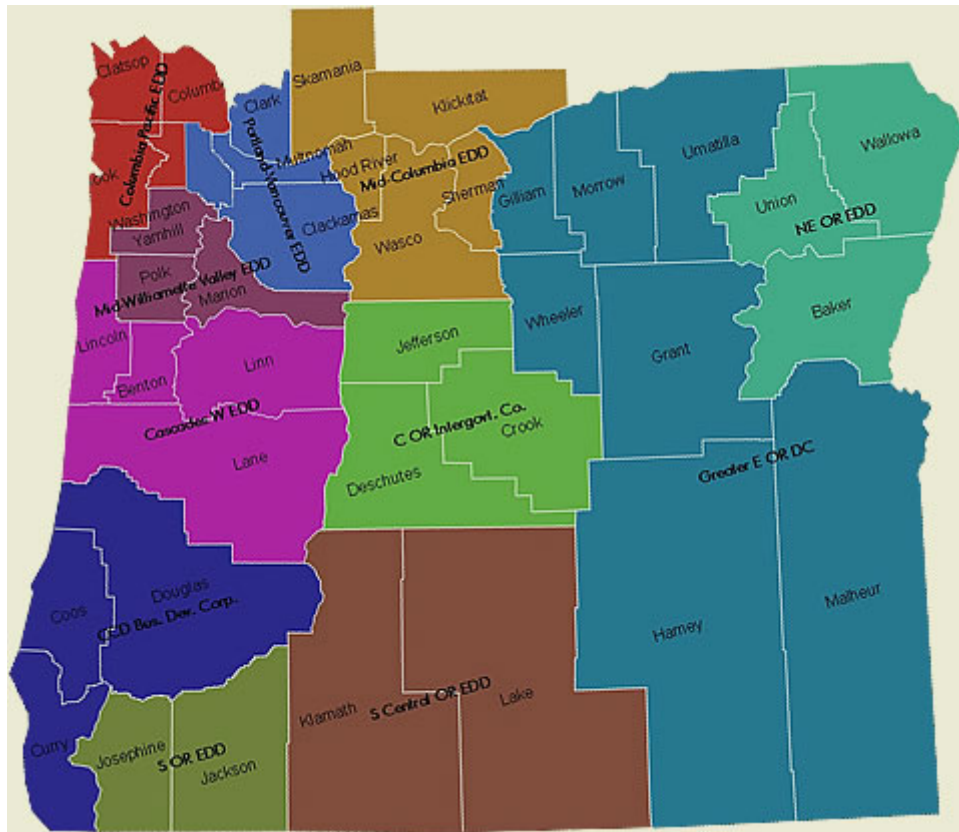 Clatsop
Columb
Columbia Pacific EDD
ook
Clark
Skamania
Klickitat
Portland-Vancouver EDD
Multnomah
Hood River
Mid-Columbia EDD
Sherman
Gilliam
Morrow
Umatilla
Wallowa
Union
NE OR EDD
Washington
Yamhill
Clackamas
Wasco
Polk
Mid-Willamette Valley EDD
Marion
Baker
Lincoln
Benton
Linn
Jefferson
Wheeler
Grant
Cascades W EDD
Lane
C OR Intergovt. Co.
Crook
Deschutes
Greater E OR DC
Coos
Douglas
CCD Bus. Dev. Corp.
Harney
Malheur
Klamath
S Central OR EDD
Lake
Curry
Josephine
S OR EDD
Jackson